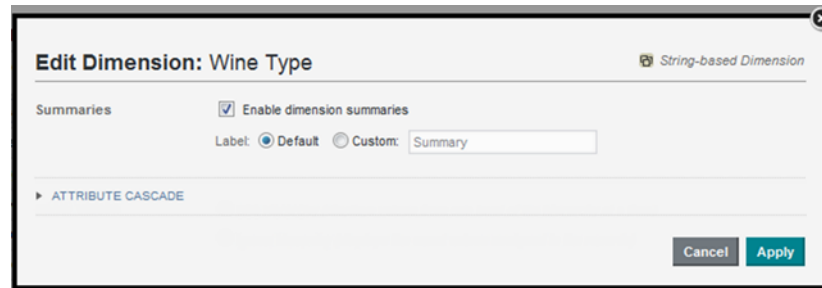 Edit Dimension: Wine Type
String-based Dimension
Summaries
Enable dimension summaries
Label: Default Custom: Summary
ATTRIBUTE CASCADE
Cancel Apply